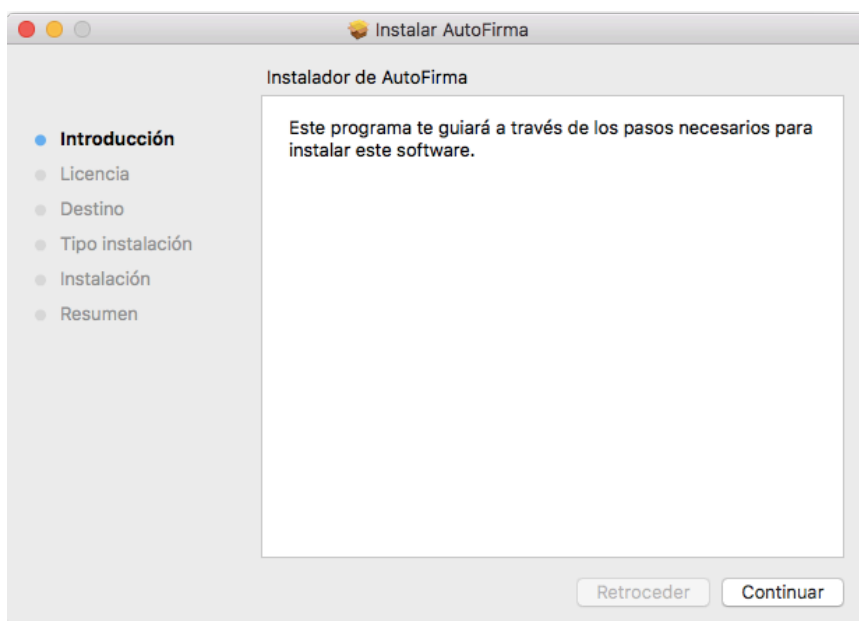 Instalar AutoFirma
Instalador de AutoFirma
Introducción
Licencia
Destino
Tipo instalación
Instalación
Resumen
Este programa te guiará a través de los pasos necesarios para
instalar este software.
Retroceder
Continuar